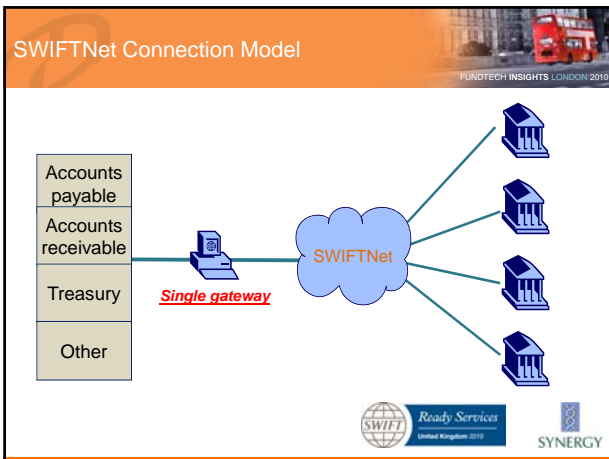 SWIFTNet Connection Model
FUNDTECH INSIGHTS LONDON 2010
Accounts
payable
Accounts
receivable
Treasury
Other
Single gateway
SWIFTNet
SWIFT
Ready Services
United Kingdom 2010
SYNERGY